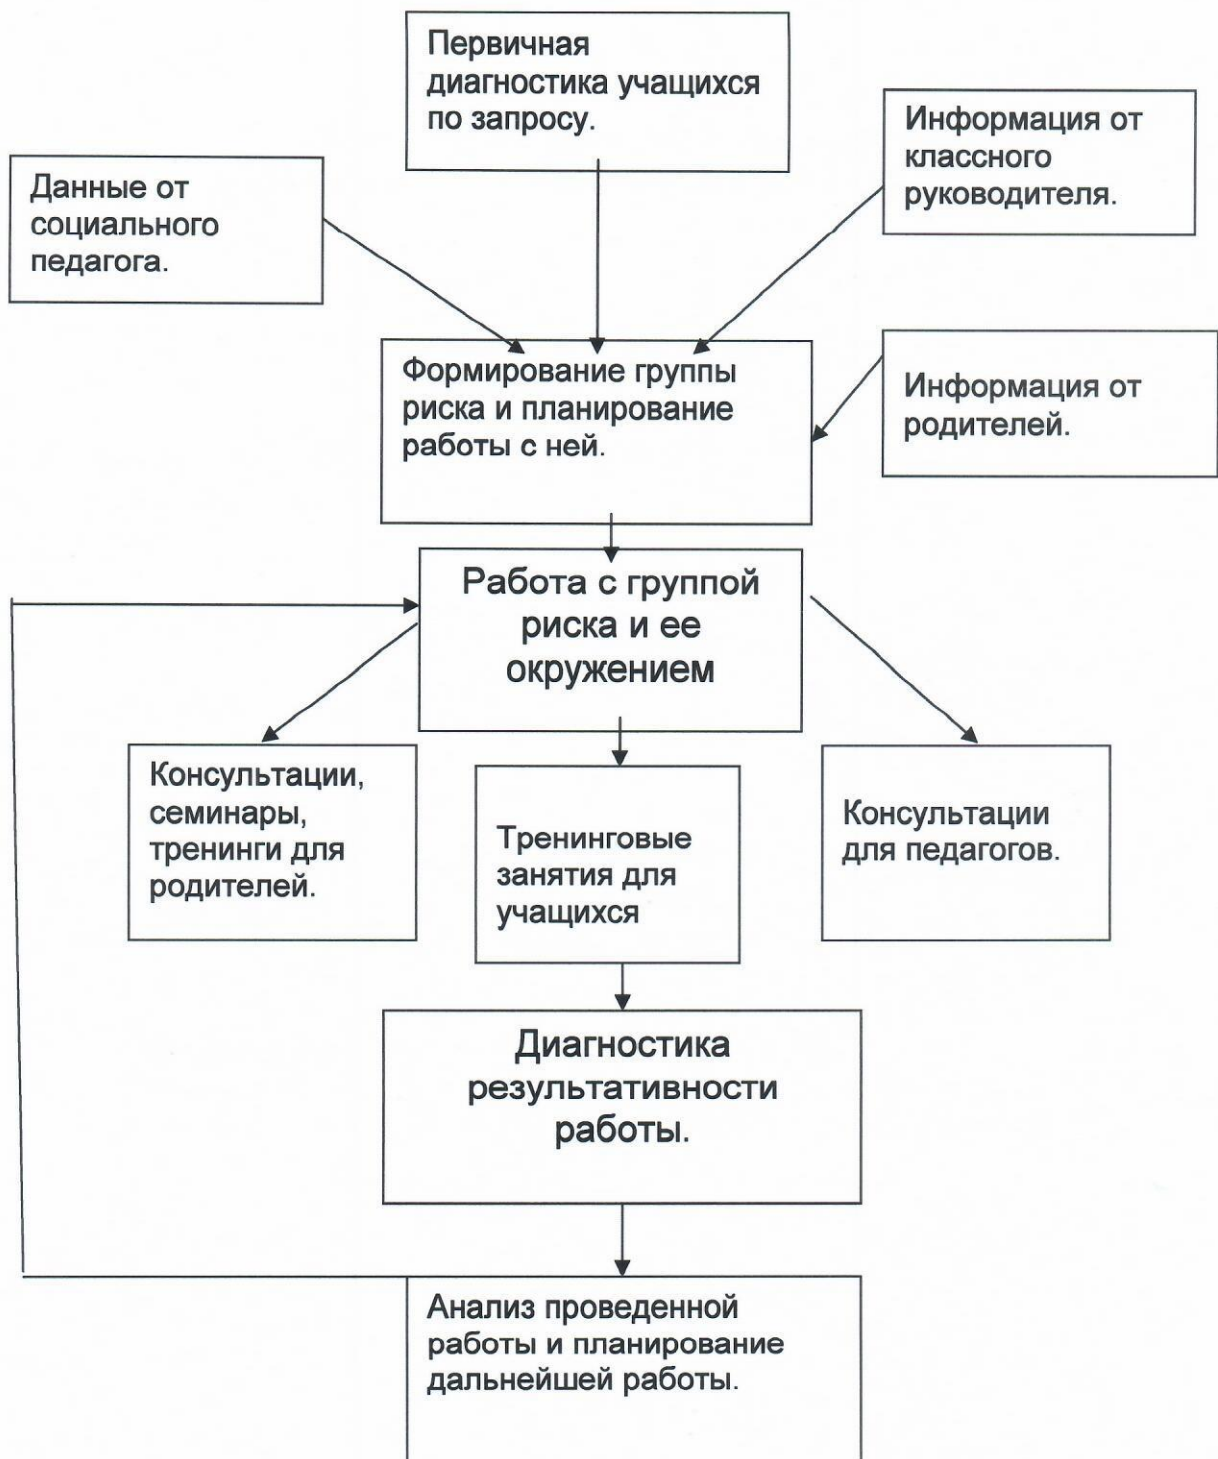 Первичная
диагностика учащихся
по запросу.
Информация от
классного
руководителя.
Данные от
социального
педагога.
Формирование группы
риска и планирование
работы с ней.
Информация от
родителей.
Работа с группой
риска и ее
окружением
Консультации,
семинары,
тренинги для
родителей.
Тренинговые
занятия для
учащихся
Консультации
для педагогов.
Диагностика
результативности
работы.
Анализ проведенной
работы и планирование
дальнейшей работы.